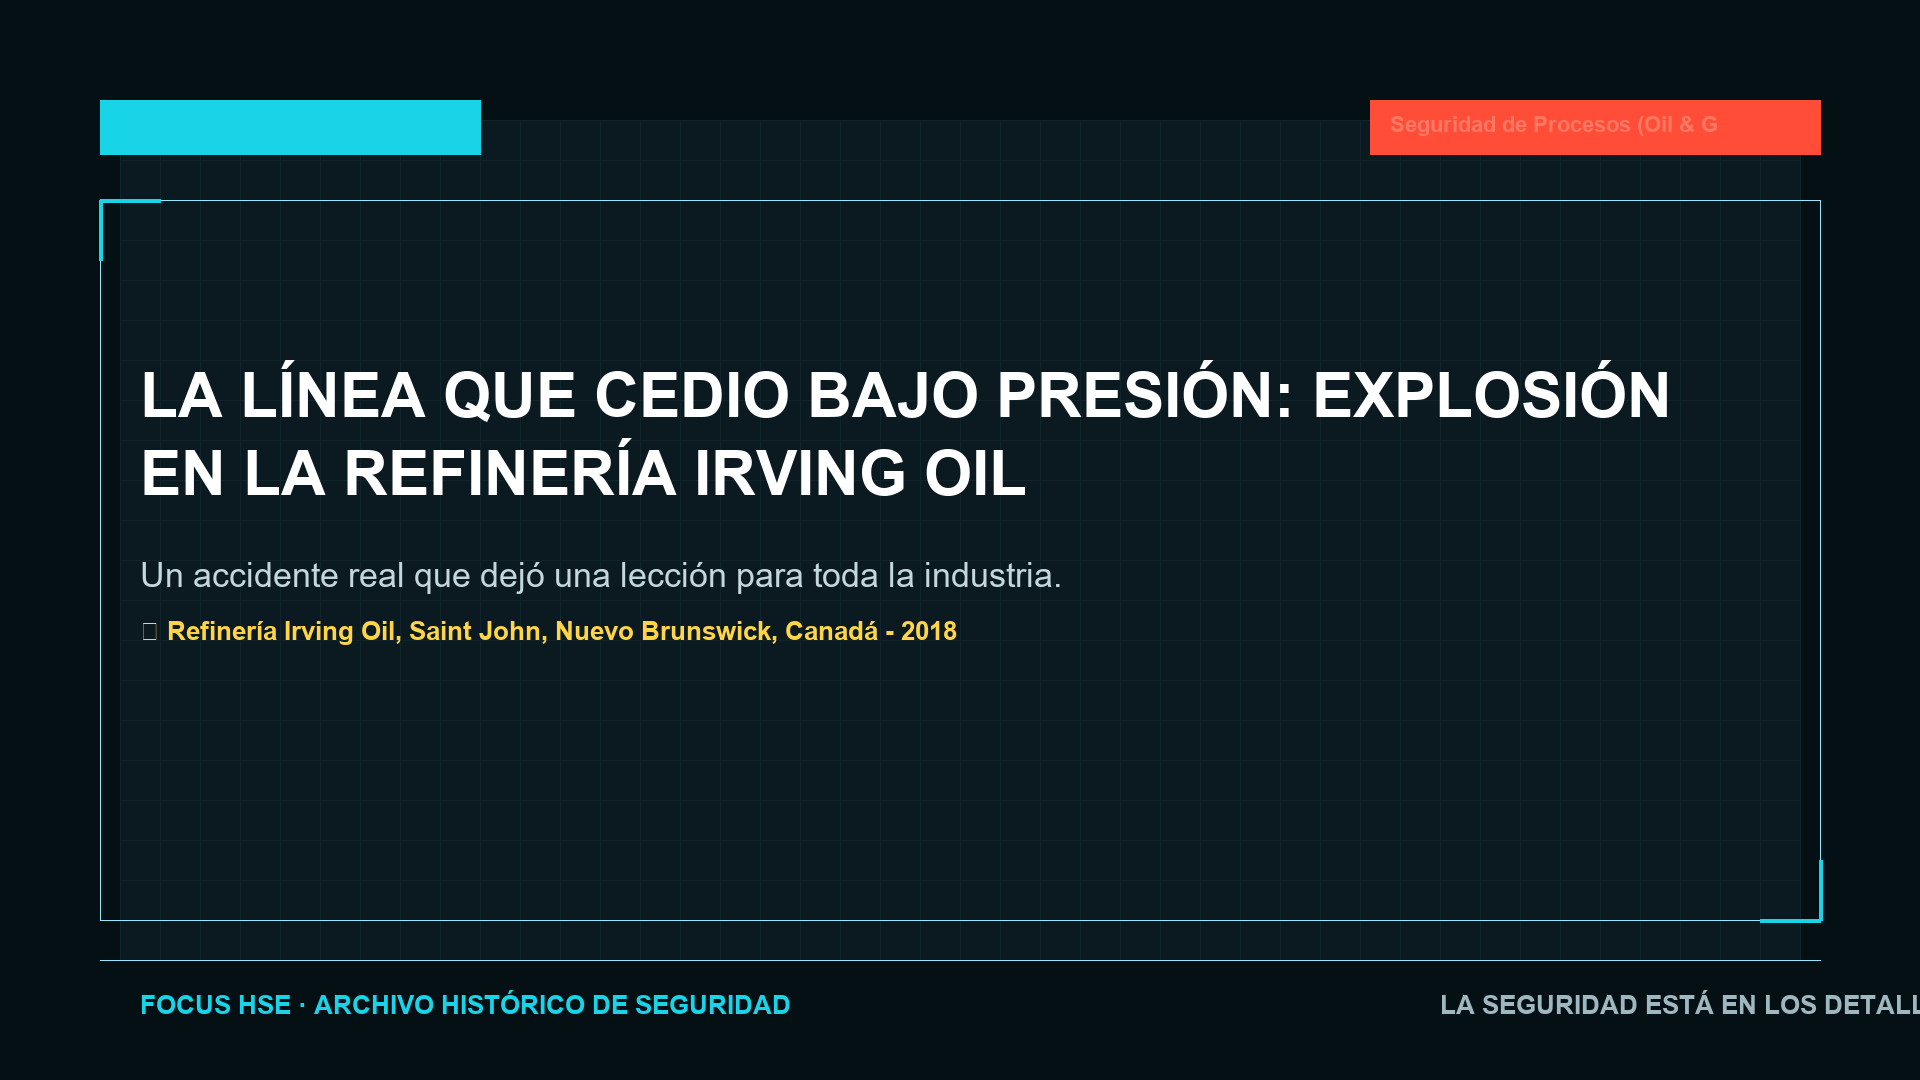 Seguridad de Procesos (Oil & G
LA LÍNEA QUE CEDIO BAJO PRESIÓN: EXPLOSIÓN
EN LA REFINERÍA IRVING OIL
Un accidente real que dejó una lección para toda la industria.
Refinería Irving Oil, Saint John, Nuevo Brunswick, Canadá - 2018
FOCUS HSE · ARCHIVO HISTÓRICO DE SEGURIDAD
LA SEGURIDAD ESTÁ EN LOS DETALL